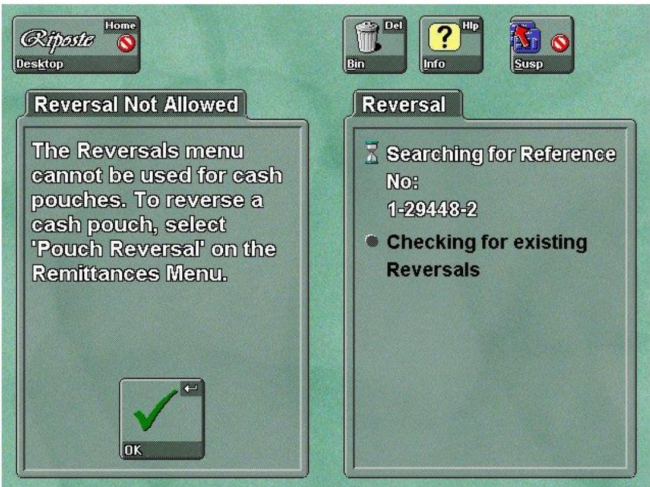 Riposte
Home
Desktop
Del
Bin
?
Hlp
Info
Susp
Reversal Not Allowed
The Reversals menu
cannot be used for cash
pouches. To reverse a
cash pouch, select
'Pouch Reversal' on the
Remittances Menu.
OK
Reversal
Searching for Reference
No:
1-29448-2
Checking for existing
Reversals